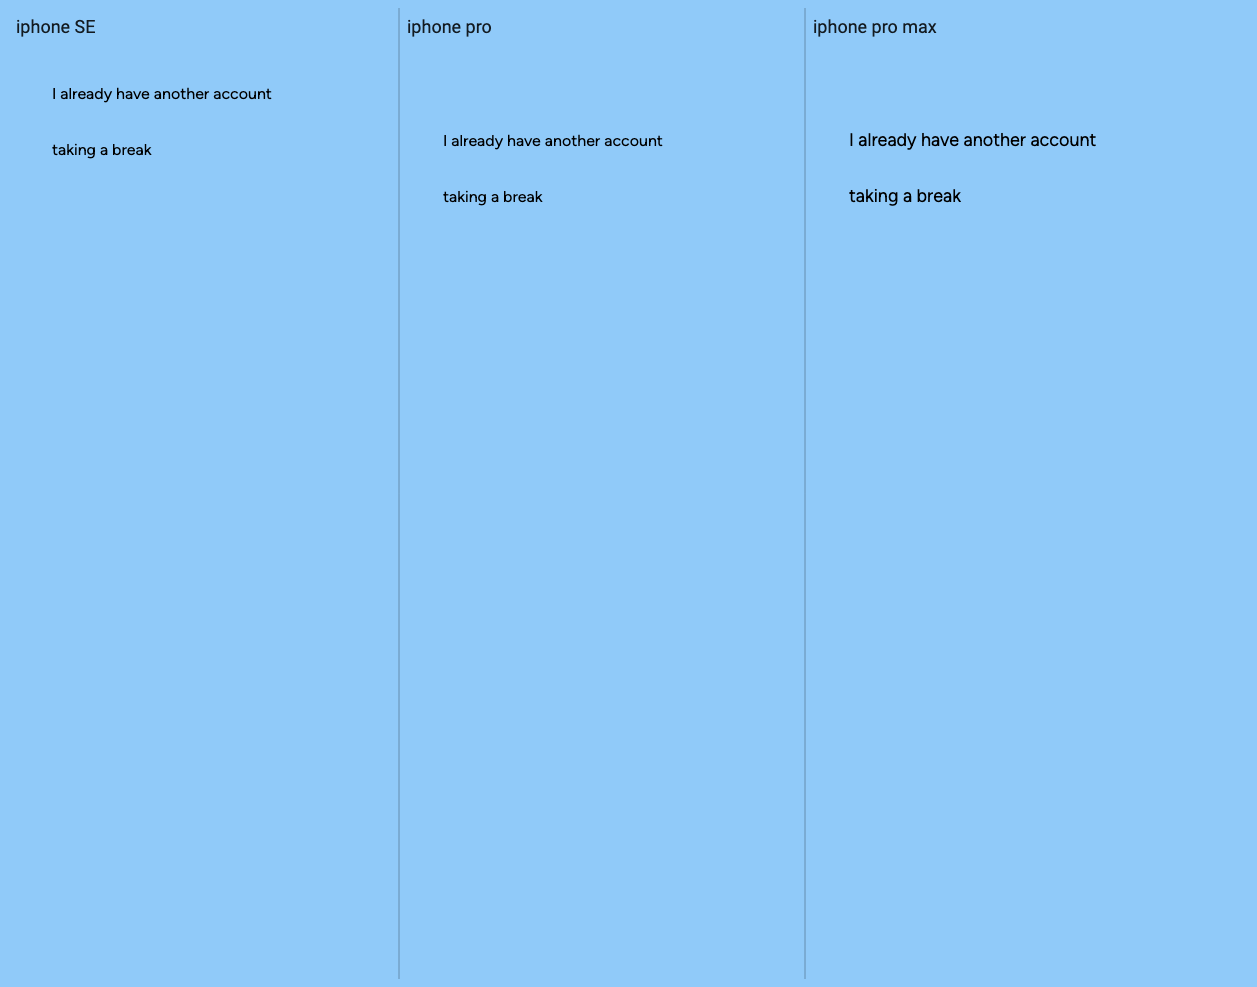 iphone SE
I already have another account
taking a break
iphone pro
I already have another account
taking a break
iphone pro max
I already have another account
taking a break